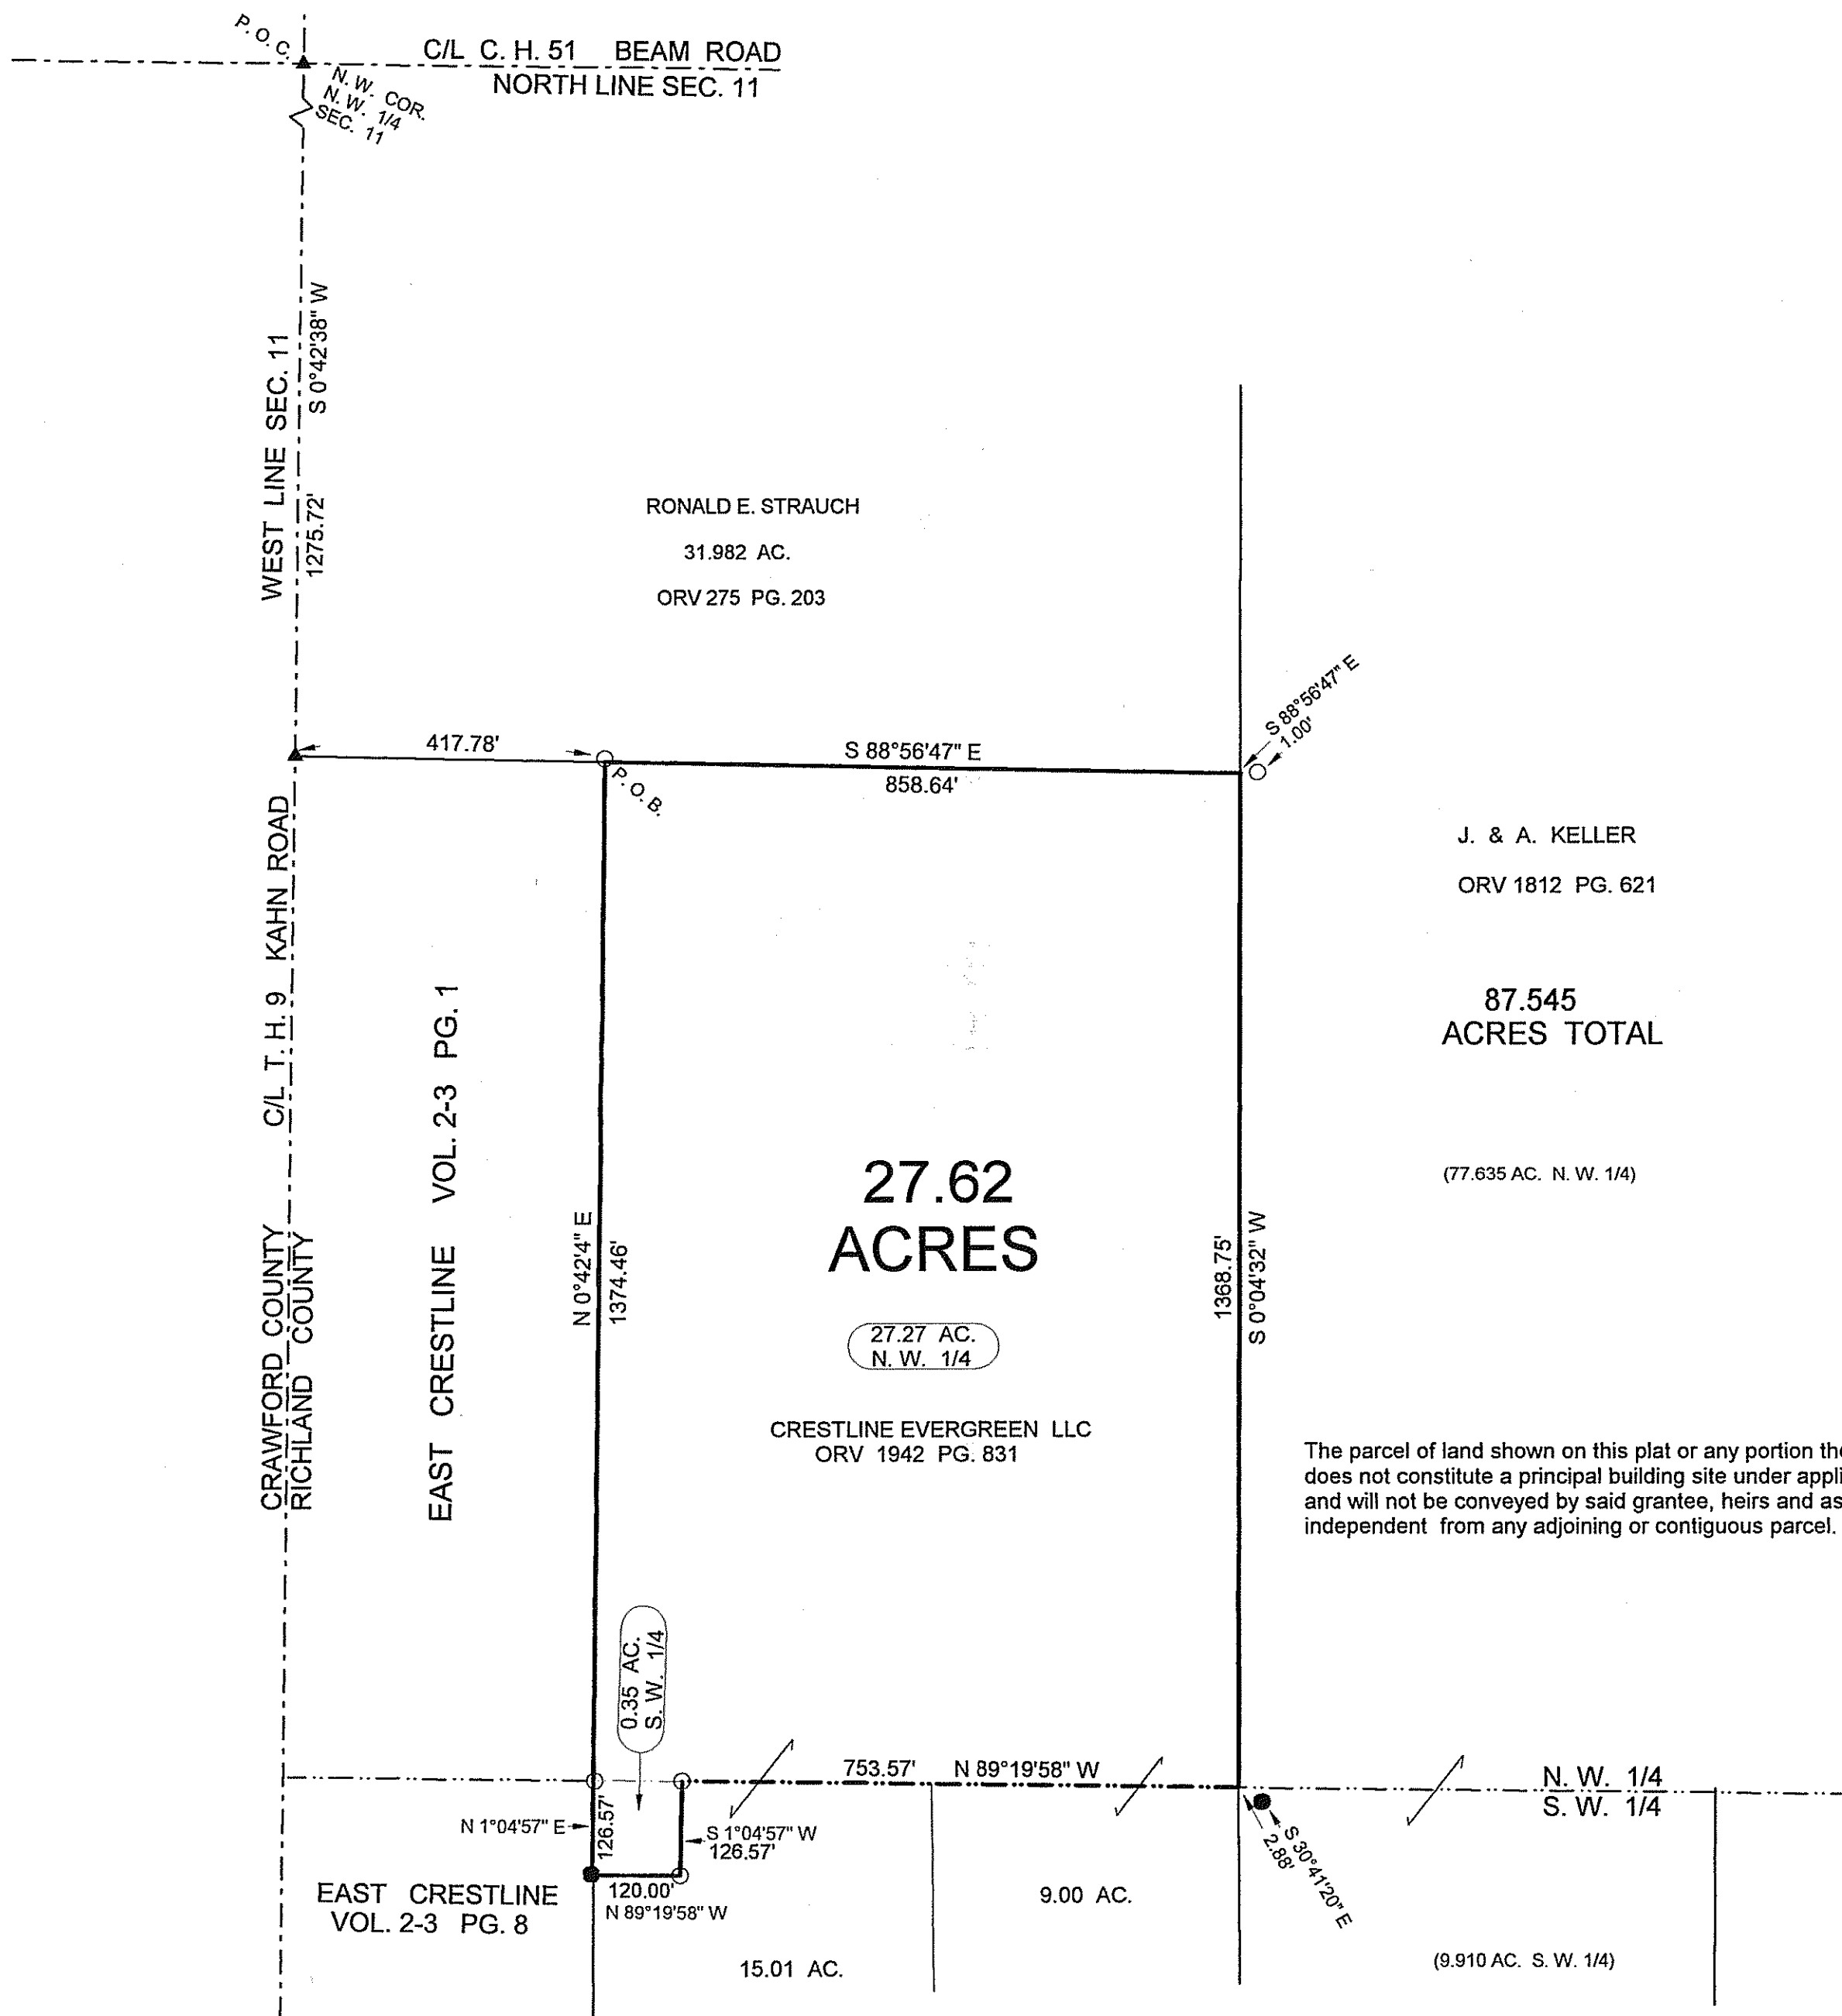 P. O. C.
C/L C. H. 51 BEAM ROAD
NORTH LINE SEC. 11
N. W. COR.
N. W. 1/4
SEC. 11
WEST LINE SEC. 11
S 0°42'38" W
1275.72'
RONALD E. STRAUCH
31.982 AC.
ORV 275 PG. 203
S 88°56'47" E
1.00'
417.78'
S 88°56'47" E
858.64'
P. O. B.
J. & A. KELLER
ORV 1812 PG. 621
87.545
ACRES TOTAL
(77.635 AC. N. W. 1/4)
C/L T. H. 9 KAHN ROAD
CRAWFORD COUNTY
RICHLAND COUNTY
EAST CRESTLINE VOL. 2-3 PG. 1
N 0°42'4" E
1374.46'
27.62
ACRES
27.27 AC.
N. W. 1/4
CRESTLINE EVERGREEN LLC
ORV 1942 PG. 831
1368.75'
S 0°04'32" W
The parcel of land shown on this plat or any portion the
does not constitute a principal building site under appli
and will not be conveyed by said grantee, heirs and as
independent from any adjoining or contiguous parcel.
0.35 AC.
S. W. 1/4
753.57' N 89°19'58" W
N. W. 1/4
S. W. 1/4
N 1°04'57" E
126.57'
S 1°04'57" W
126.57'
S 30°41'20" E
2.88'
120.00'
N 89°19'58" W
EAST CRESTLINE
VOL. 2-3 PG. 8
9.00 AC.
15.01 AC.
(9.910 AC. S. W. 1/4)